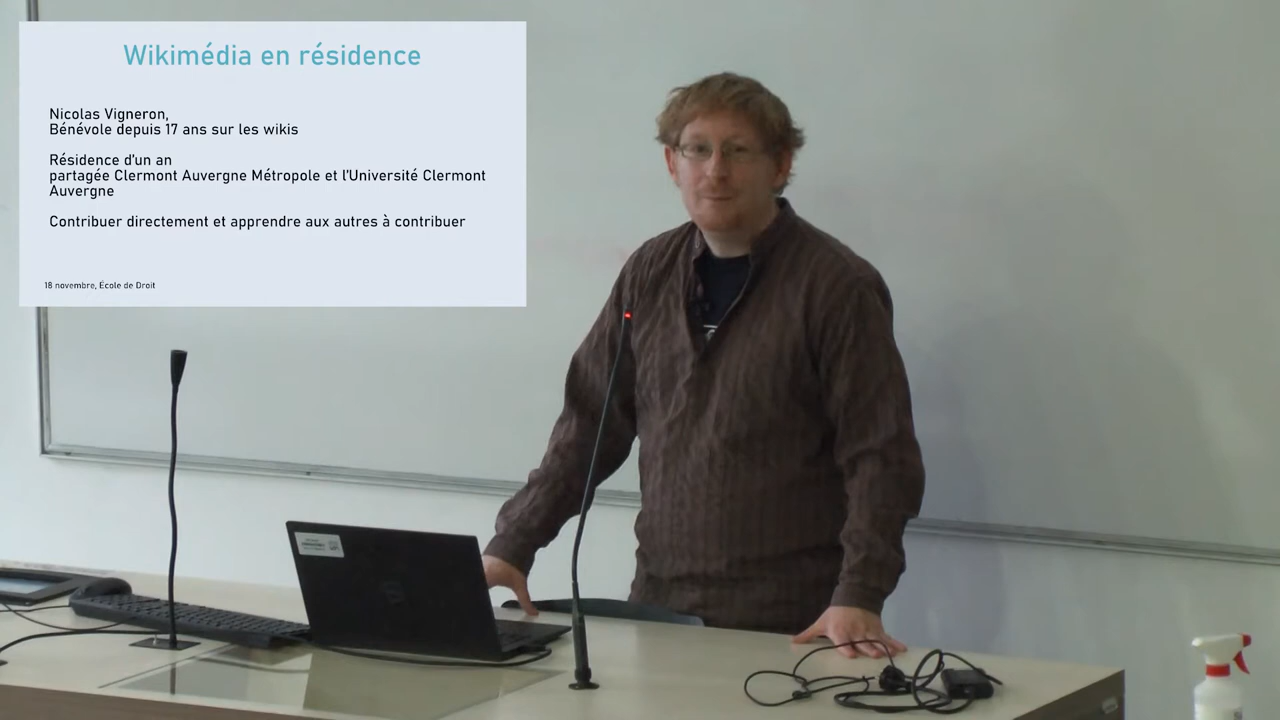 Wikimédia en résidence
Nicolas Vigneron,
Bénévole depuis 17 ans sur les wikis
Résidence d'un an
partagée Clermont Auvergne Métropole et l'Université Clermont
Auvergne
Contribuer directement et apprendre aux autres à contribuer
18 novembre, École de Droit